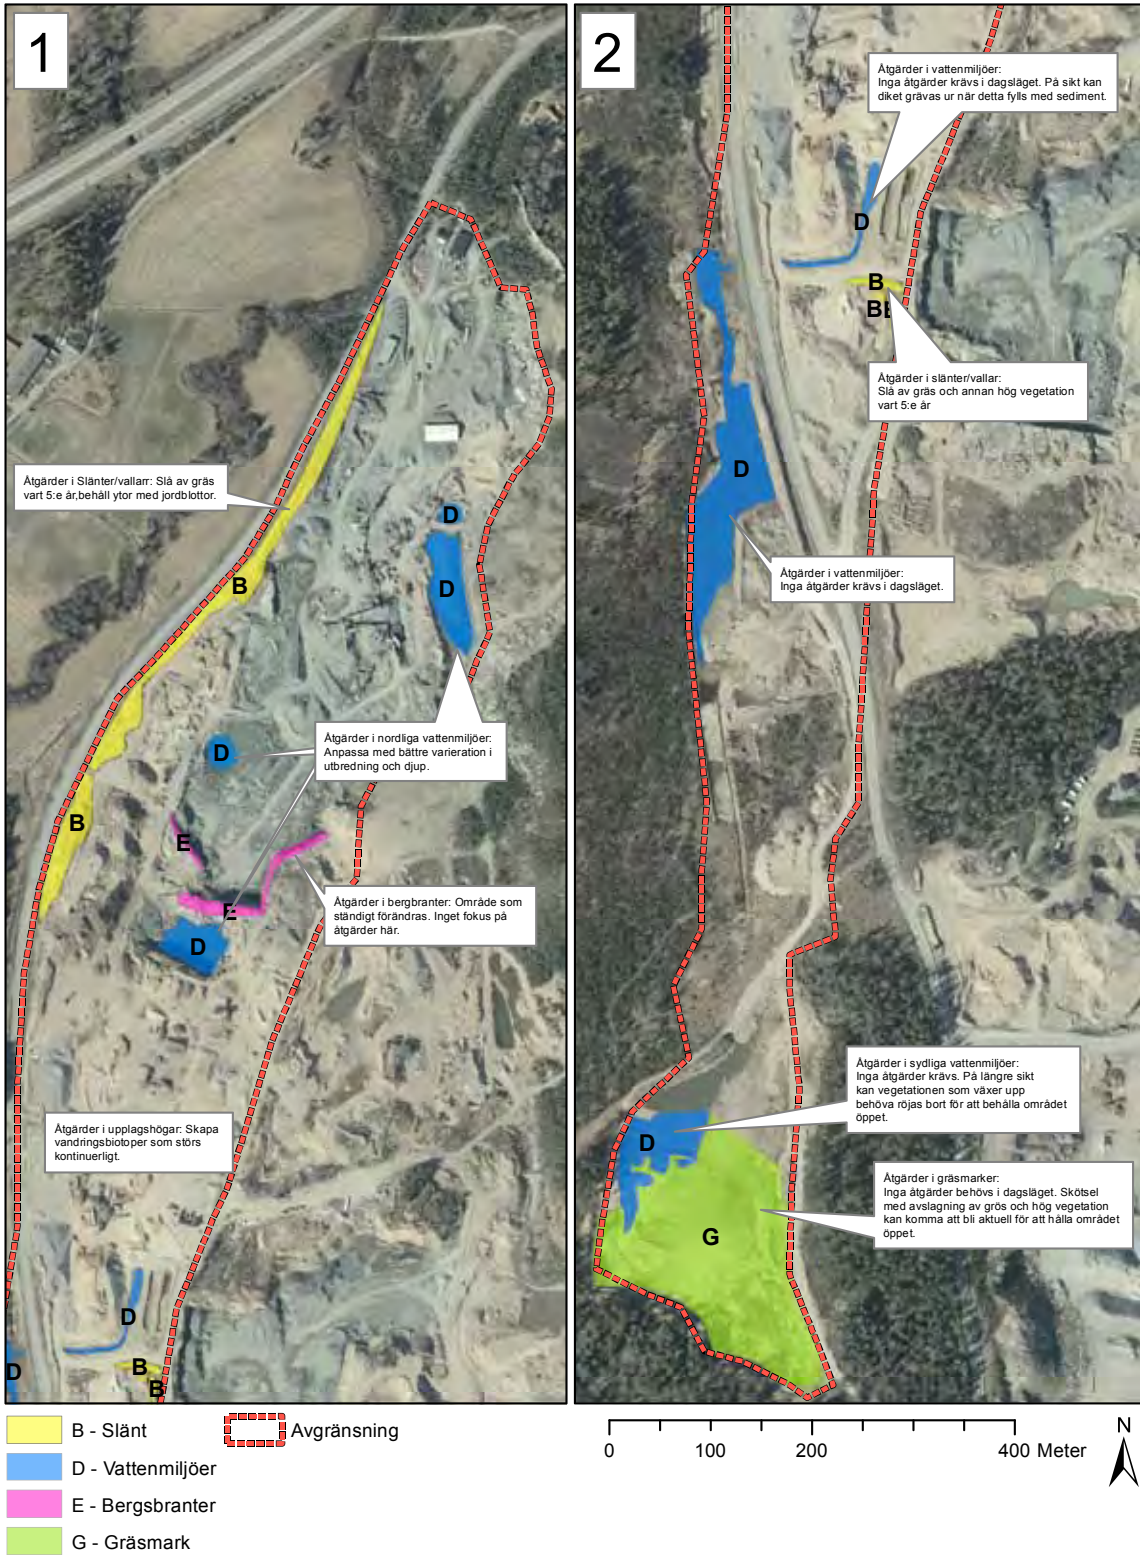 1
Åtgärder i Slänter/vallarr: Slå av gräs
vart 5:e år,behåll ytor med jordblottor.
B
D
D
Åtgärder i nordliga vattenmiljöer:
Anpassa med bättre varieration i
utbredning och djup.
D
B
E
E
Åtgärder i bergbranter: Område som
ständigt förändras. Inget fokus på
åtgärder här.
D
Åtgärder i upplagshögar: Skapa
vandringsbiotoper som störs
kontinuerligt.
D
D
B
B
2
Åtgärder i vattenmiljöer:
Inga åtgärder krävs i dagsläget. På sikt kan
diket grävas ur när detta fylls med sediment.
D
B
BE
Åtgärder i slänter/vallar:
Slå av gräs och annan hög vegetation
vart 5:e år
D
Åtgärder i vattenmiljöer:
Inga åtgärder krävs i dagsläget.
Åtgärder i sydliga vattenmiljöer:
Inga åtgärder krävs. På längre sikt
kan vegetationen som växer upp
behöva röjas bort för att behålla området
öppet.
D
Åtgärder i gräsmarker:
Inga åtgärder behövs i dagsläget. Skötsel
med avslagning av grös och hög vegetation
kan komma att bli aktuell för att hålla området
öppet.
G
B - Slänt
Avgränsning
D - Vattenmiljöer
E - Bergsbranter
G - Gräsmark
0 100 200 400 Meter
N